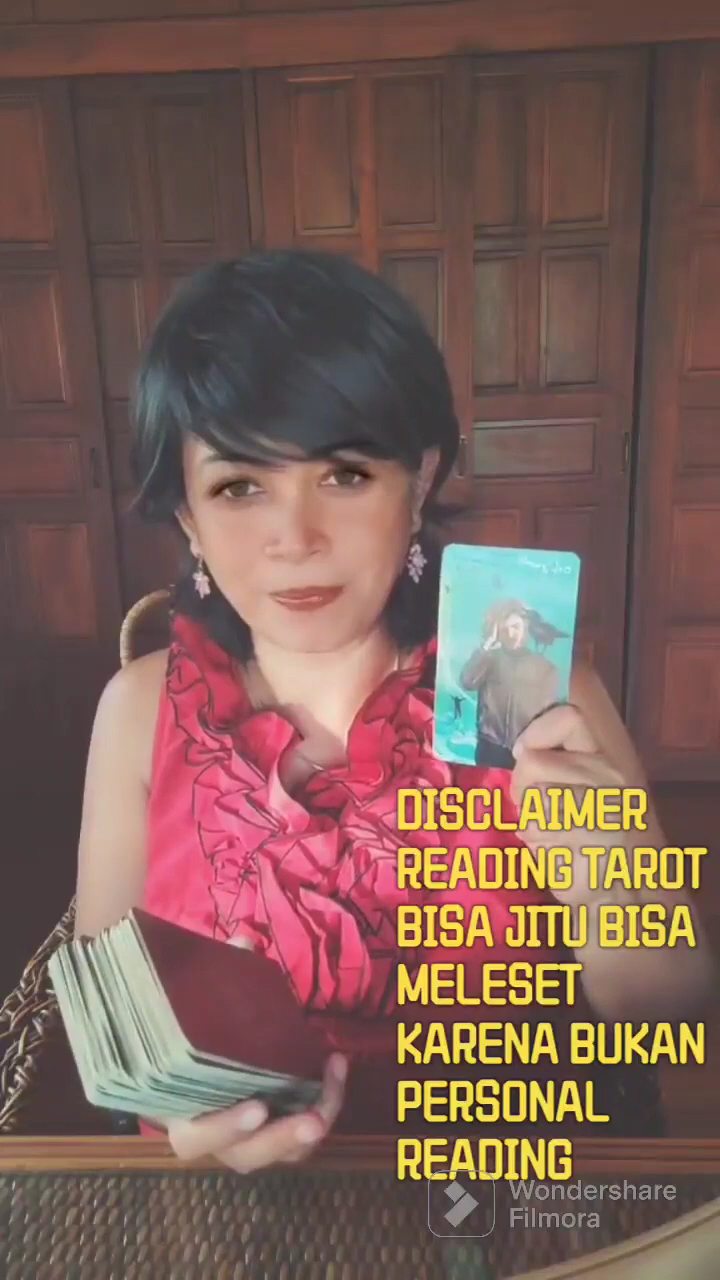 DISCLAIMER
READING TAROT
BISA JITU BISA
MELESET
KARENA BUKAN
PERSONAL
READING
Wondershare
Filmora